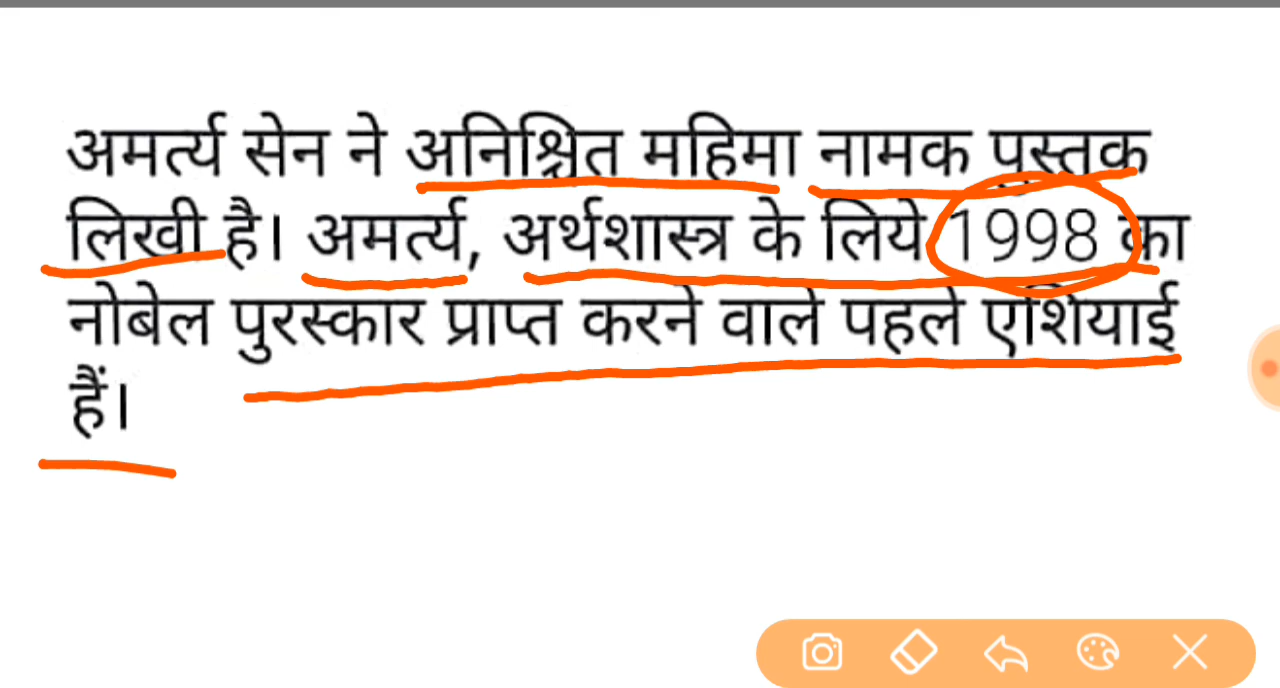 अमर्त्य सेन ने अनिश्चित महिमा नामक पुस्तक
लिखी है। अमर्त्य, अर्थशास्त्र के लिये 1998 का
नोबेल पुरस्कार प्राप्त करने वाले पहले एशियाई
हैं।